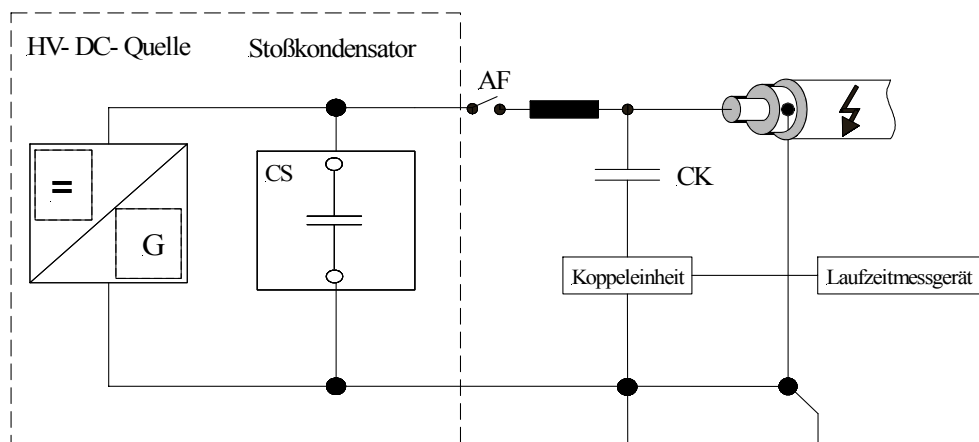 HV- DC- Quelle
Stoßkondensator
AF
CS
=
G
CK
Koppeleinheit
Laufzeitmessgerät